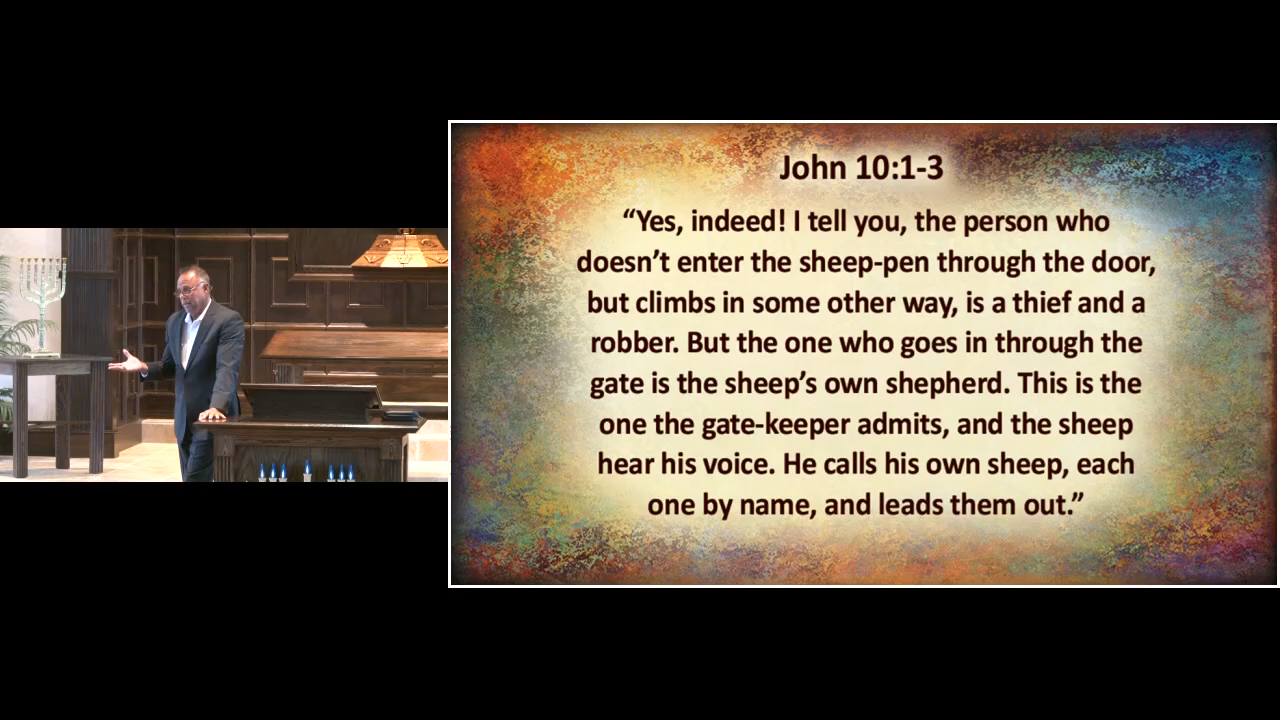 John 10:1-3
“Yes, indeed! I tell you, the person who
doesn’t enter the sheep-pen through the door,
but climbs in some other way, is a thief and a
robber. But the one who goes in through the
gate is the sheep’s own shepherd. This is the
one the gate-keeper admits, and the sheep
hear his voice. He calls his own sheep, each
one by name, and leads them out.”